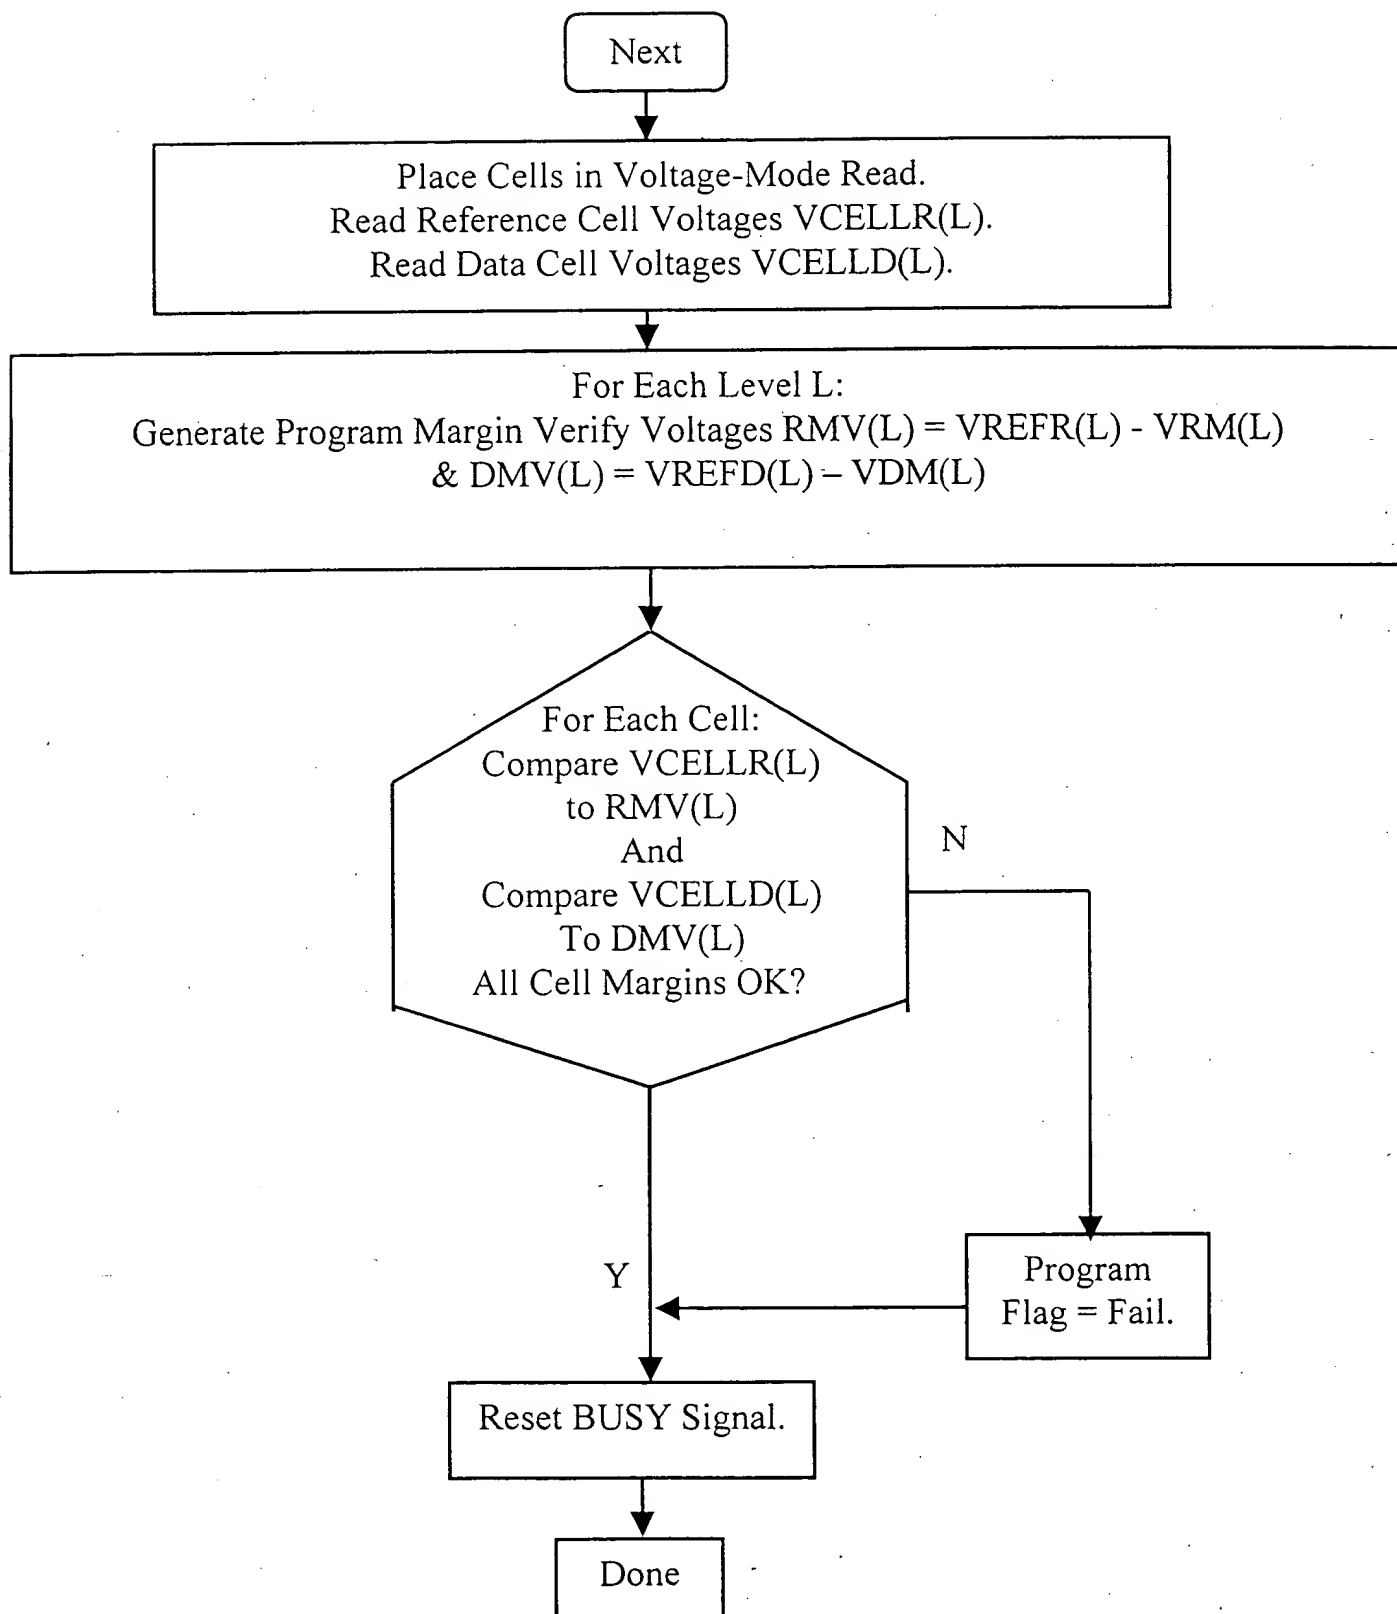 Next
Place Cells in Voltage-Mode Read.
Read Reference Cell Voltages VCELLR(L).
Read Data Cell Voltages VCELLD(L).
For Each Level L:
Generate Program Margin Verify Voltages RMV(L) = VREFR(L) - VRM(L)
& DMV(L) = VREFD(L) – VDM(L)
For Each Cell:
Compare VCELLR(L)
to RMV(L)
And
Compare VCELLD(L)
To DMV(L)
All Cell Margins OK?
N
Y
Program
Flag = Fail.
Reset BUSY Signal.
Done